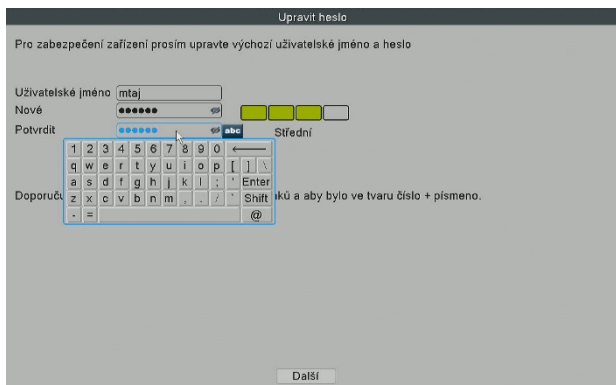 Upravit heslo
Pro zabezpečení zařízení prosím upravte výchozí uživatelské jméno a heslo
Uživatelské jméno mtaj
Nové ●●●●●●
Potvrdit ●●●●●● abc Střední
1 2 3 4 5 6 7 8 9 0 ←
q w e r t y u i o p [ ] \
a s d f g h j k l ; ' Enter
Doporuču ků a aby bylo ve tvaru číslo + písmeno.
z x c v b n m , . / ` Shift
- = @
Další